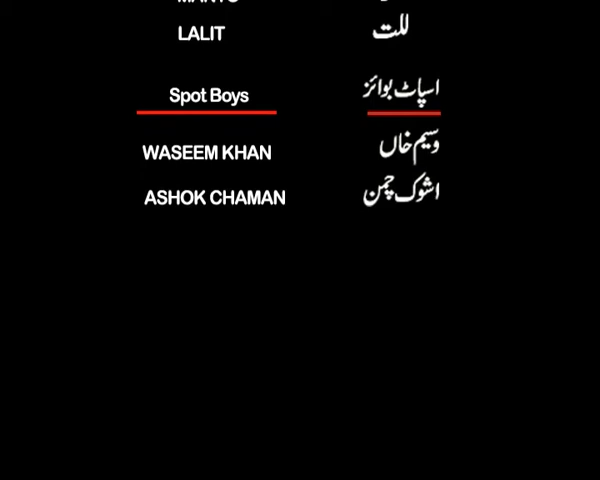 LALIT للت
Spot Boys اسپاٹ بوائز
WASEEM KHAN وسیم خاں
ASHOK CHAMAN اشوک چمن